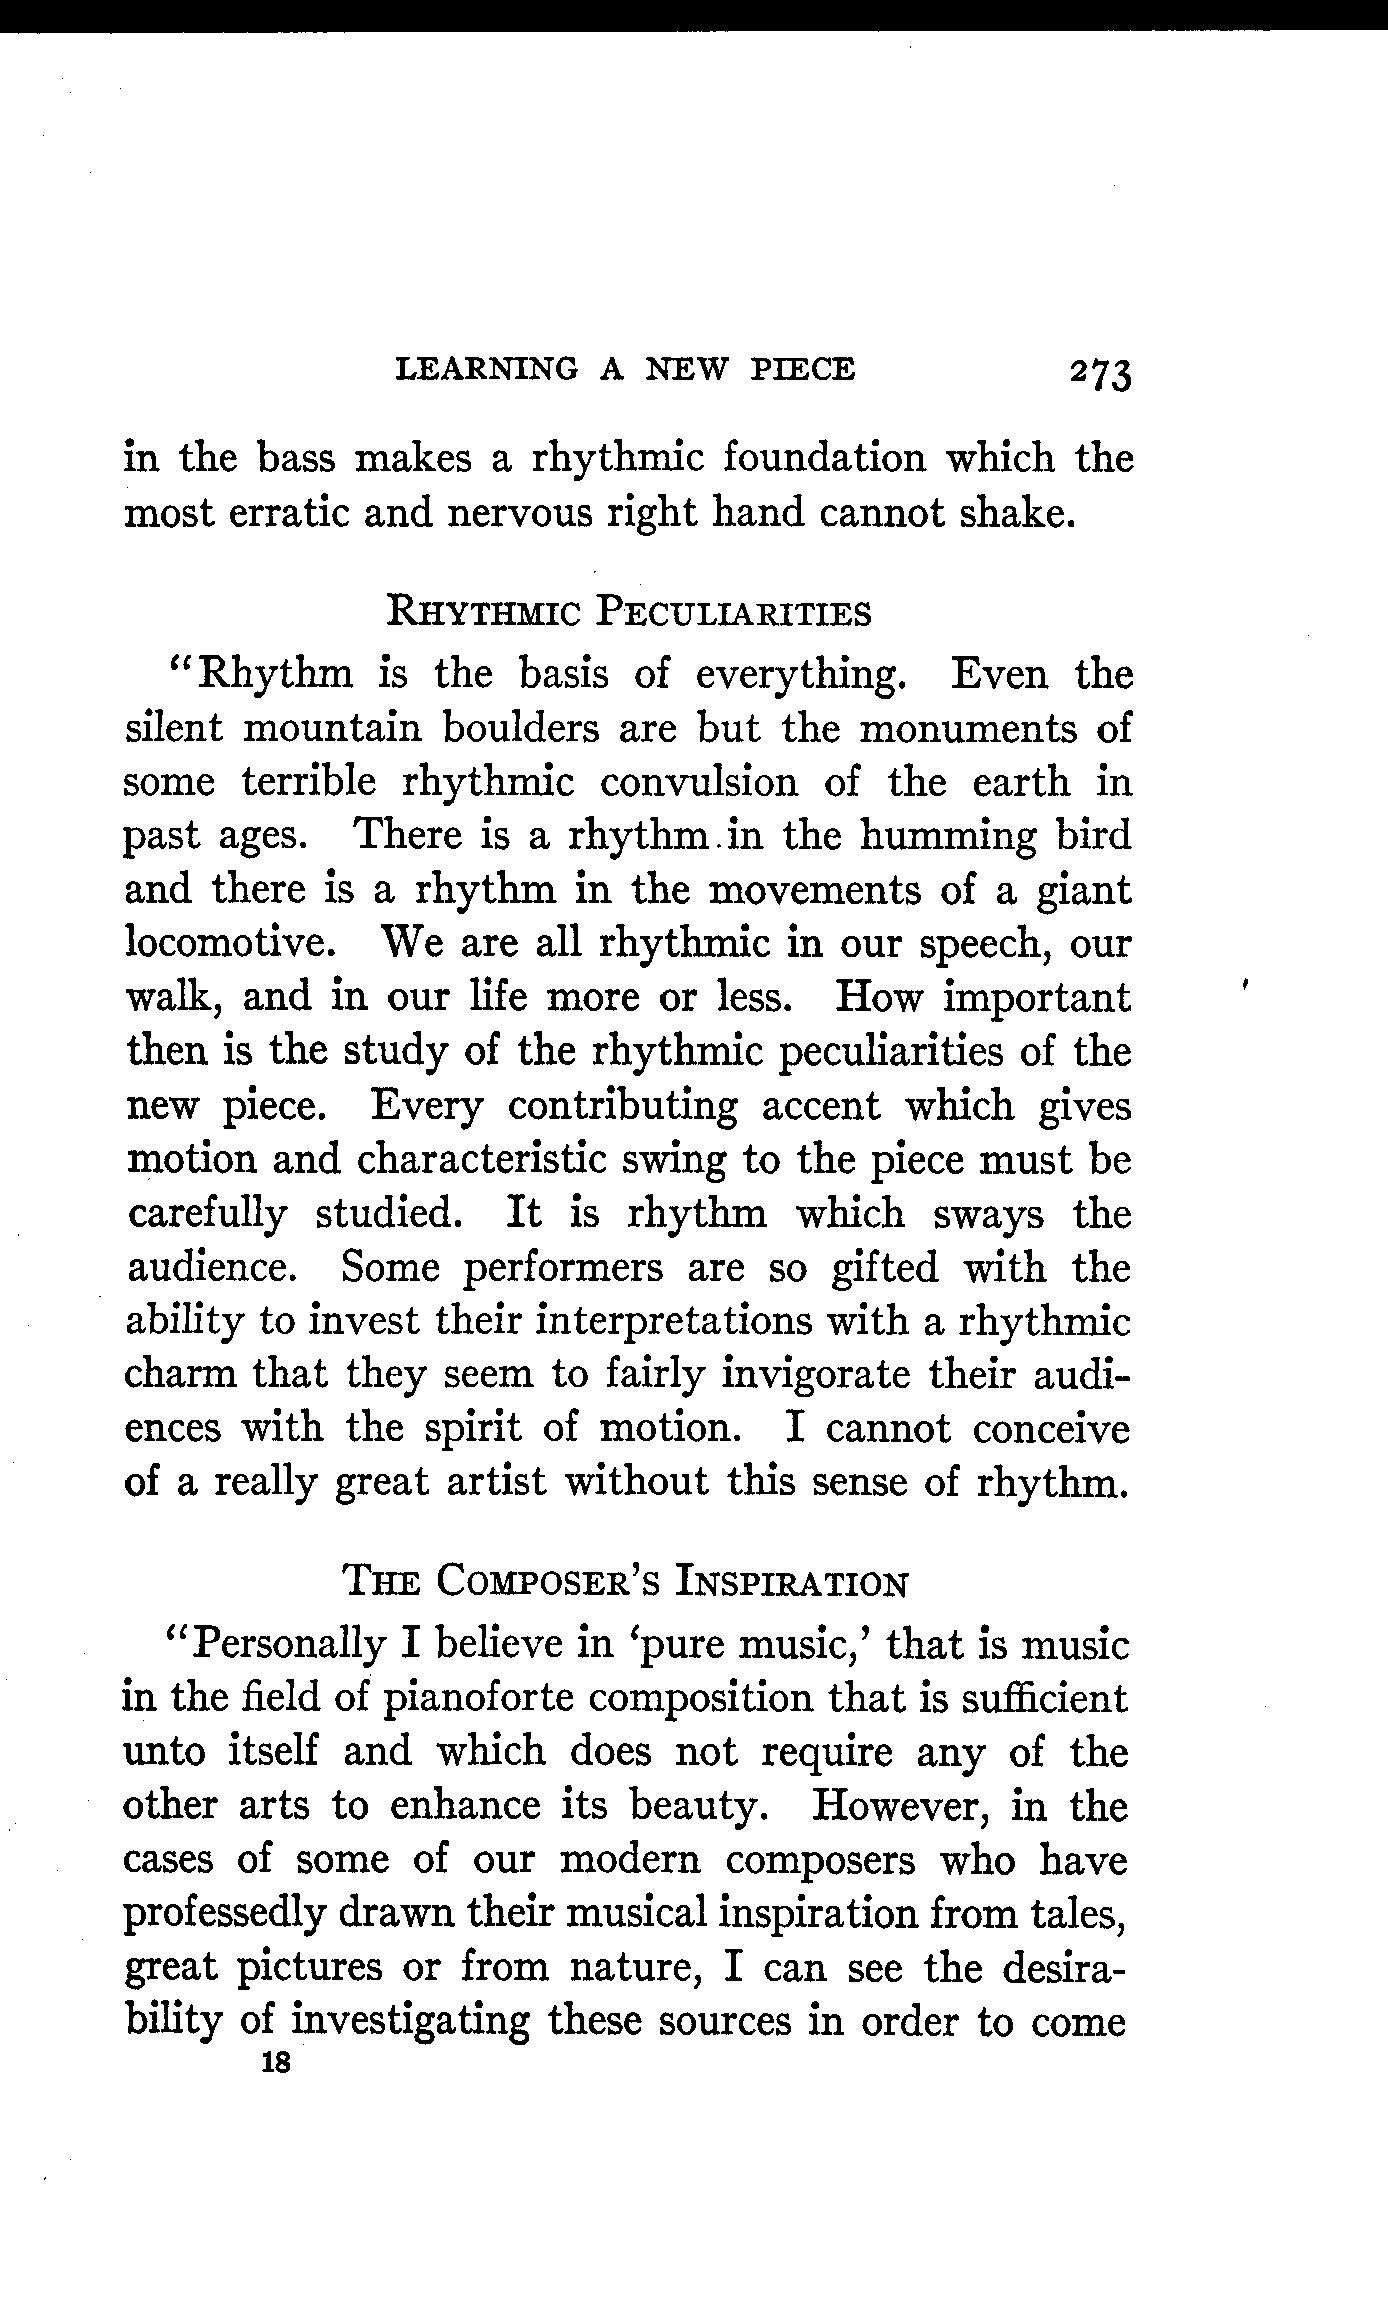 LEARNING A NEW PIECE 273
in the bass makes a rhythmic foundation which the
most erratic and nervous right hand cannot shake.
RHYTHMIC PECULIARITIES
"Rhythm is the basis of everything. Even the
silent mountain boulders are but the monuments of
some terrible rhythmic convulsion of the earth in
past ages. There is a rhythm in the humming bird
and there is a rhythm in the movements of a giant
locomotive. We are all rhythmic in our speech, our
walk, and in our life more or less. How important
then is the study of the rhythmic peculiarities of the
new piece. Every contributing accent which gives
motion and characteristic swing to the piece must be
carefully studied. It is rhythm which sways the
audience. Some performers are so gifted with the
ability to invest their interpretations with a rhythmic
charm that they seem to fairly invigorate their audi-
ences with the spirit of motion. I cannot conceive
of a really great artist without this sense of rhythm.
THE COMPOSER'S INSPIRATION
"Personally I believe in 'pure music,' that is music
in the field of pianoforte composition that is sufficient
unto itself and which does not require any of the
other arts to enhance its beauty. However, in the
cases of some of our modern composers who have
professedly drawn their musical inspiration from tales,
great pictures or from nature, I can see the desira-
bility of investigating these sources in order to come
18